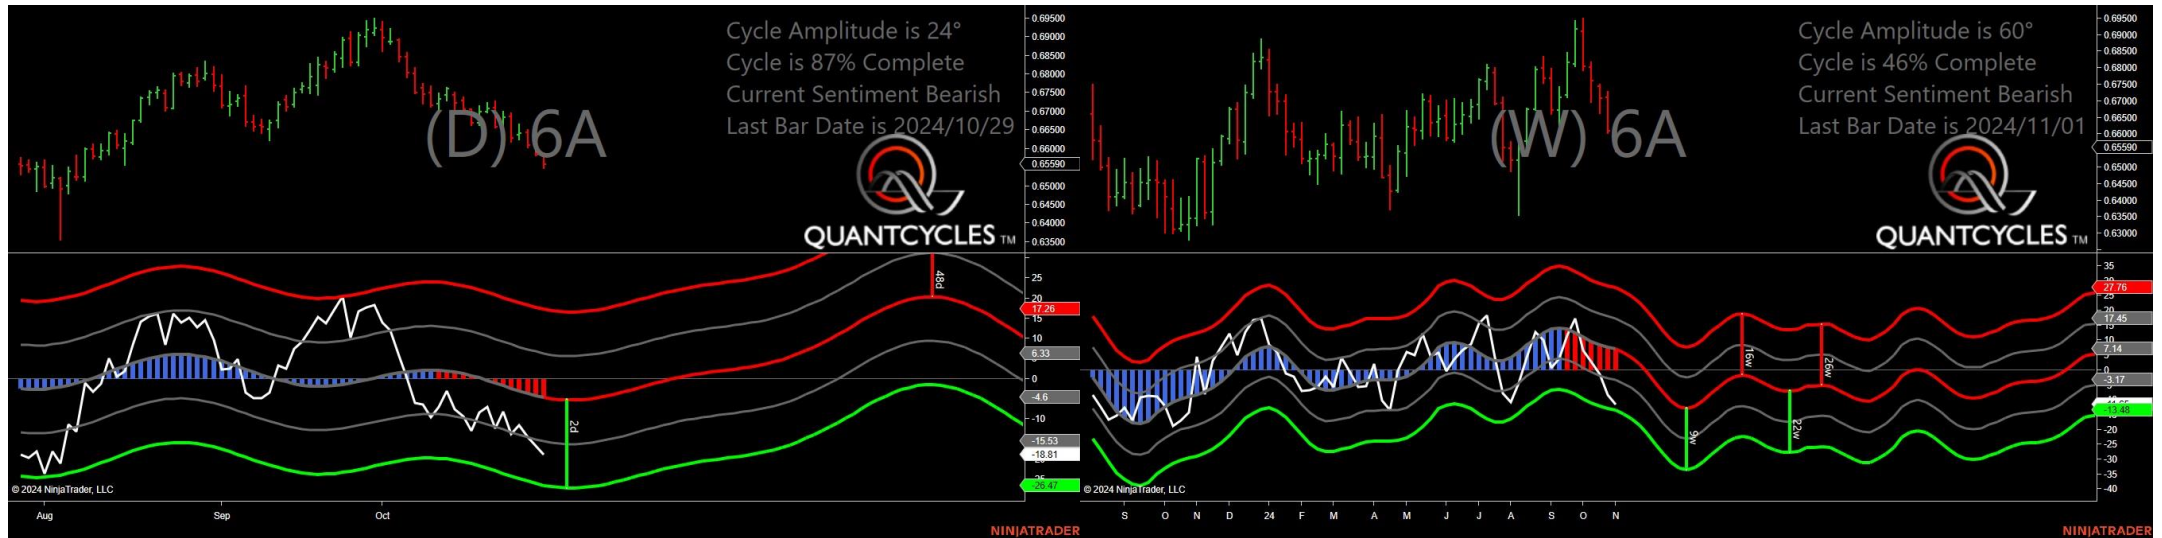 Cycle Amplitude is 24°
Cycle is 87% Complete
Current Sentiment Bearish
Last Bar Date is 2024/10/29
(D) 6A
QUANTCYCLES TM
0.69500
0.69000
0.68500
0.68000
0.67500
0.67000
0.66500
0.66000
0.65590
0.65000
0.64500
0.64000
0.63500
48d
2d
25
20
17.26
15
10
6.33
0
-4.6
-10
-15.53
-18.81
-26.47
© 2024 NinjaTrader, LLC
Aug Sep Oct
NINJATRADER
Cycle Amplitude is 60°
Cycle is 46% Complete
Current Sentiment Bearish
Last Bar Date is 2024/11/01
(W) 6A
QUANTCYCLES TM
0.69500
0.69000
0.68500
0.68000
0.67500
0.67000
0.66500
0.66000
0.65590
0.65000
0.64500
0.64000
0.63500
0.63000
16w
26w
9w
22w
35
27.76
25
17.45
15
10
7.14
0
-3.17
-13.48
-20
-25
-30
-35
-40
© 2024 NinjaTrader, LLC
S O N D 24 F M A M J J A S O N
NINJATRADER